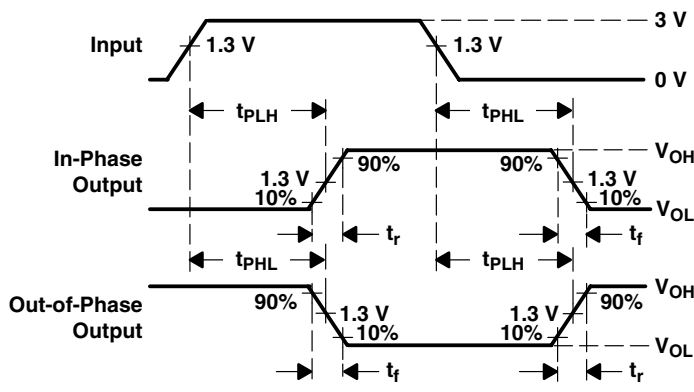 3 V
Input
1.3 V
1.3 V
0 V
tPLH
tPHL
In-Phase
Output
VOH
90%
90%
1.3 V
1.3 V
10%
10%
VOL
tr
tf
tPHL
tPLH
Out-of-Phase
Output
VOH
90%
90%
1.3 V
1.3 V
10%
10%
VOL
tf
tr